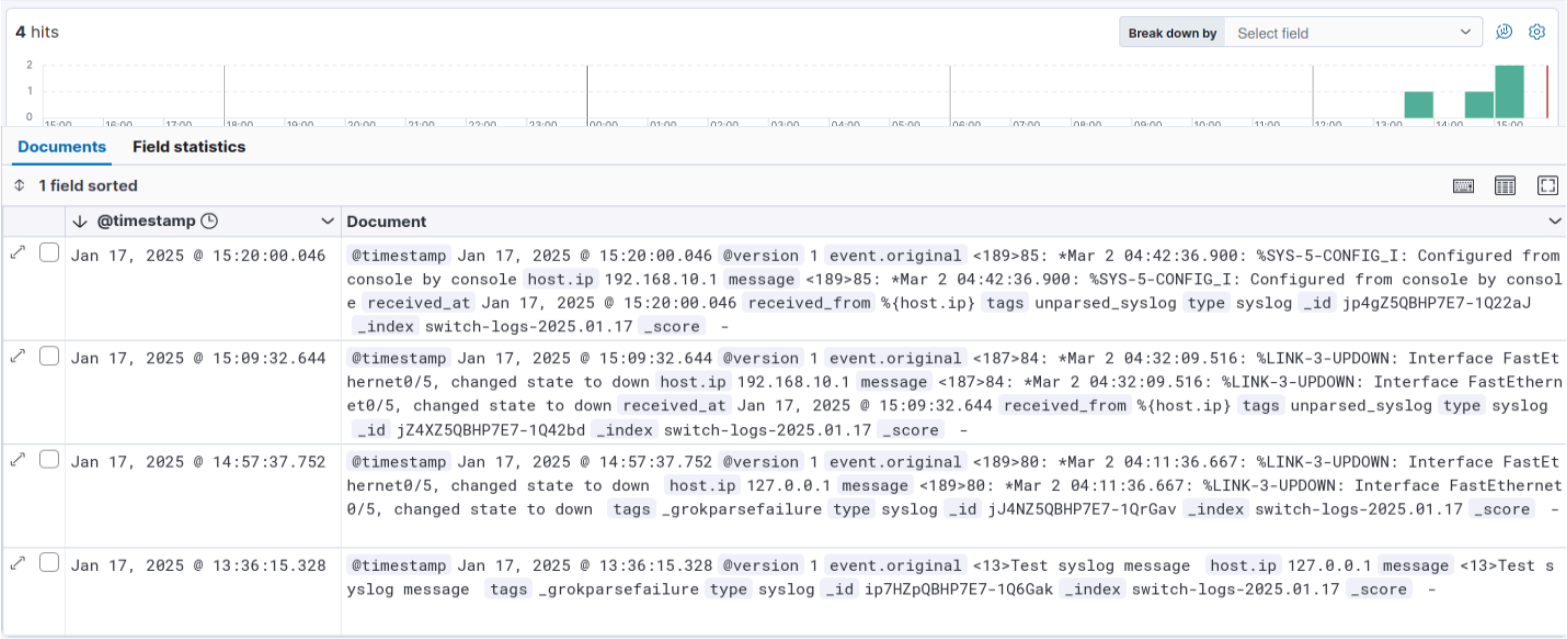 4 hits
Break down by Select field
2
1
0
15:00 16:00 17:00 18:00 19:00 20:00 21:00 22:00 23:00 00:00 01:00 02:00 03:00 04:00 05:00 06:00 07:00 08:00 09:00 10:00 11:00 12:00 13:00 14:00 15:00
Documents Field statistics
1 field sorted
@timestamp Document
Jan 17, 2025 @ 15:20:00.046 @timestamp Jan 17, 2025 @ 15:20:00.046 @version 1 event.original <189>85: *Mar 2 04:42:36.900: %SYS-5-CONFIG_I: Configured from
console by console host.ip 192.168.10.1 message <189>85: *Mar 2 04:42:36.900: %SYS-5-CONFIG_I: Configured from console by consol
e received_at Jan 17, 2025 @ 15:20:00.046 received_from %{host.ip} tags unparsed_syslog type syslog _id jp4gZ5QBHP7E7-1Q22aJ
_index switch-logs-2025.01.17 _score -
Jan 17, 2025 @ 15:09:32.644 @timestamp Jan 17, 2025 @ 15:09:32.644 @version 1 event.original <187>84: *Mar 2 04:32:09.516: %LINK-3-UPDOWN: Interface FastEt
hernet0/5, changed state to down host.ip 192.168.10.1 message <187>84: *Mar 2 04:32:09.516: %LINK-3-UPDOWN: Interface FastEthern
et0/5, changed state to down received_at Jan 17, 2025 @ 15:09:32.644 received_from %{host.ip} tags unparsed_syslog type syslog
_id jZ4XZ5QBHP7E7-1Q42bd _index switch-logs-2025.01.17 _score -
Jan 17, 2025 @ 14:57:37.752 @timestamp Jan 17, 2025 @ 14:57:37.752 @version 1 event.original <189>80: *Mar 2 04:11:36.667: %LINK-3-UPDOWN: Interface FastEt
hernet0/5, changed state to down host.ip 127.0.0.1 message <189>80: *Mar 2 04:11:36.667: %LINK-3-UPDOWN: Interface FastEthernet
0/5, changed state to down tags _grokparsefailure type syslog _id jJ4NZ5QBHP7E7-1QrGav _index switch-logs-2025.01.17 _score -
Jan 17, 2025 @ 13:36:15.328 @timestamp Jan 17, 2025 @ 13:36:15.328 @version 1 event.original <13>Test syslog message host.ip 127.0.0.1 message <13>Test s
yslog message tags _grokparsefailure type syslog _id ip7HZpQBHP7E7-1Q6Gak _index switch-logs-2025.01.17 _score -